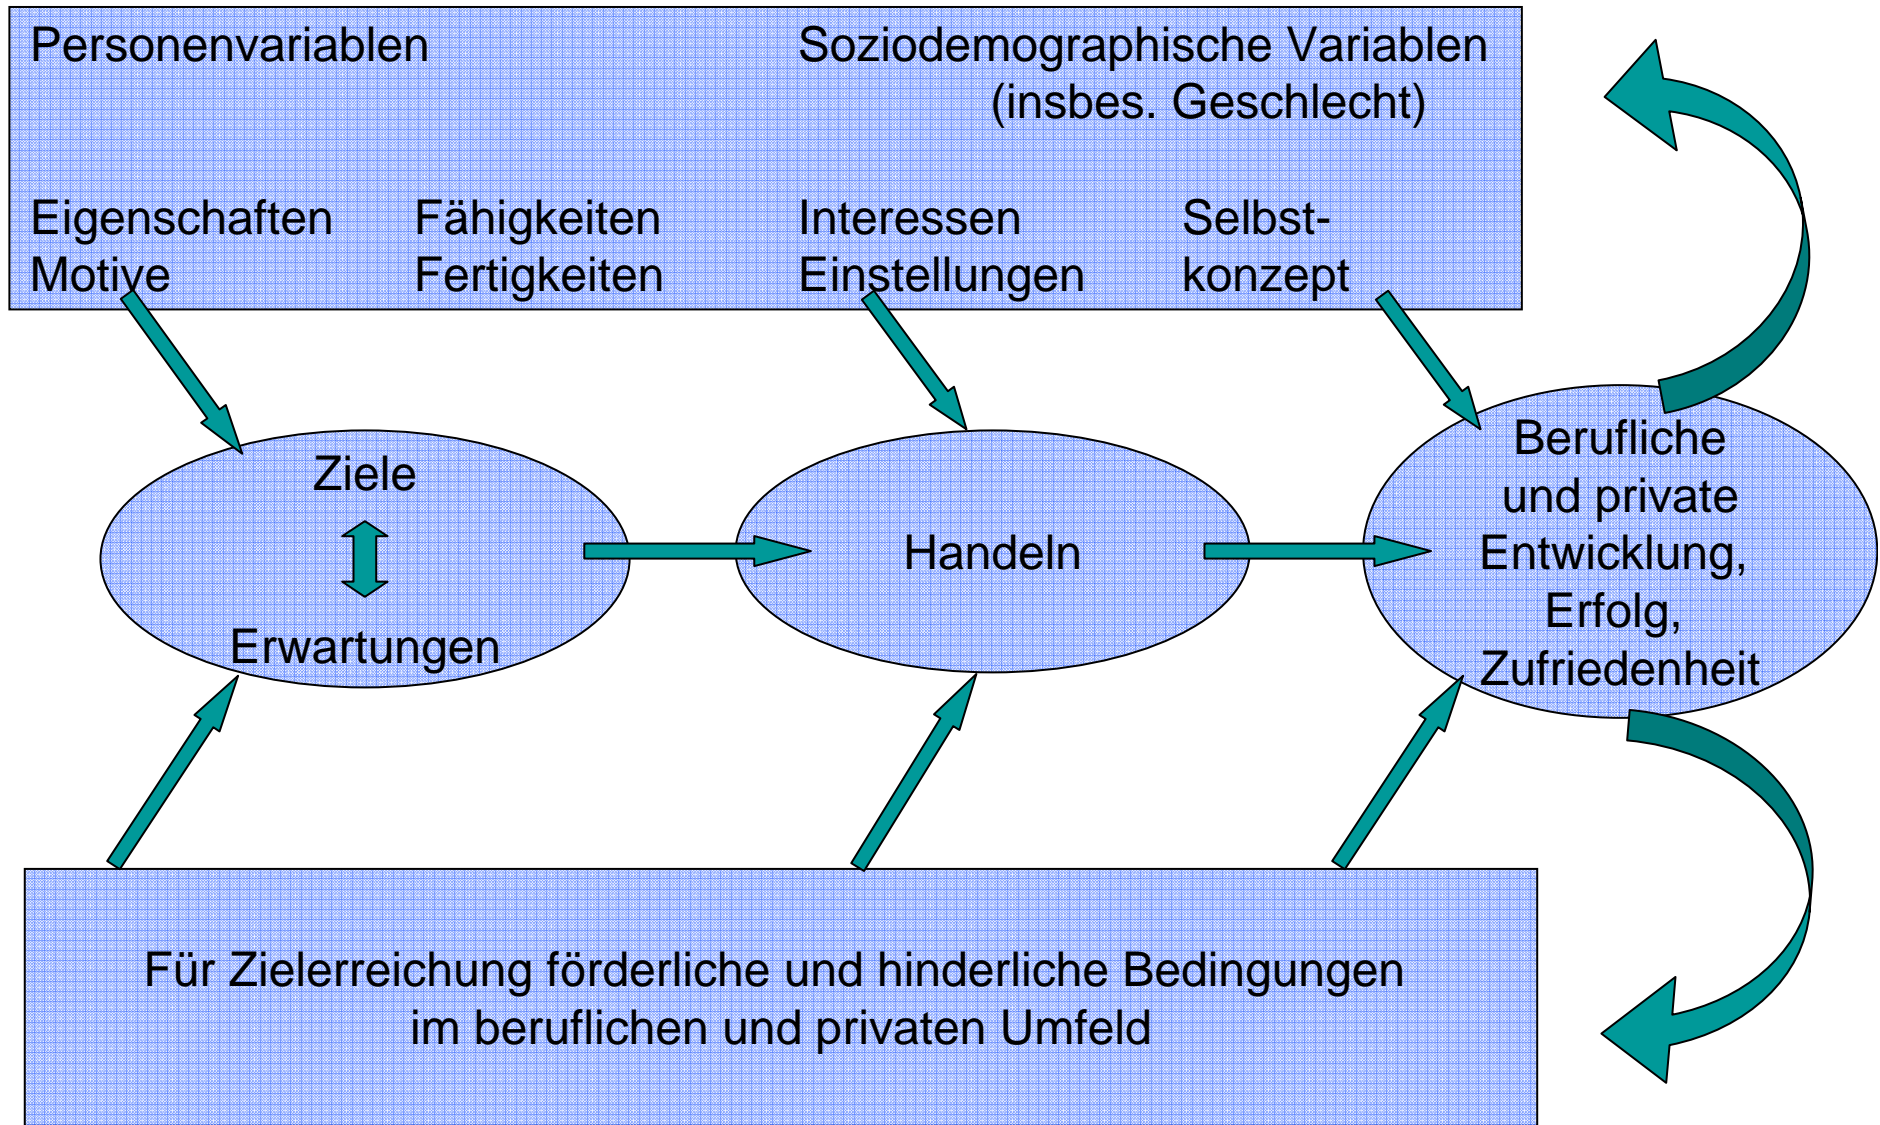 Personenvariablen
Soziodemographische Variablen
(insbes. Geschlecht)
Eigenschaften
Motive
Fähigkeiten
Fertigkeiten
Interessen
Einstellungen
Selbst-
konzept
Ziele
Erwartungen
Handeln
Berufliche
und private
Entwicklung,
Erfolg,
Zufriedenheit
Für Zielerreichung förderliche und hinderliche Bedingungen
im beruflichen und privaten Umfeld